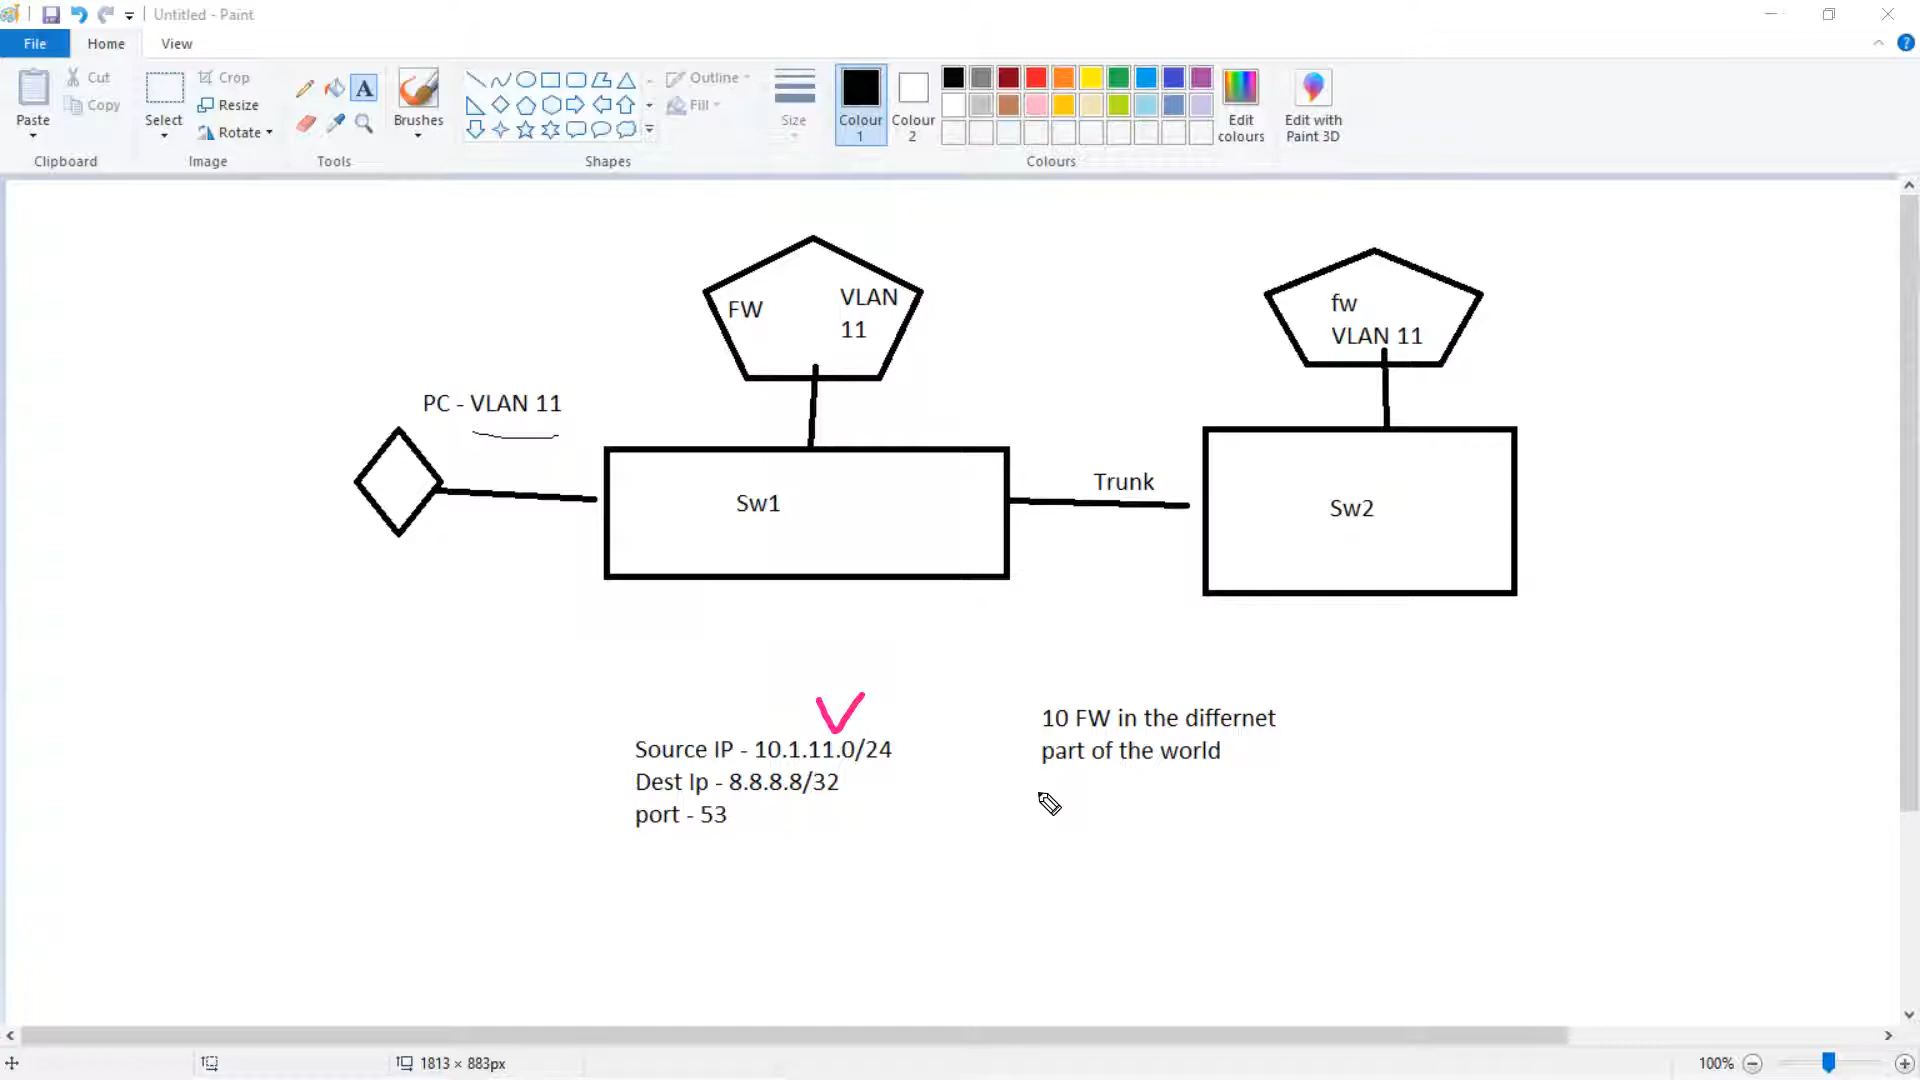 Untitled - Paint
File
Home
View
Paste
Cut
Copy
Clipboard
Select
Crop
Resize
Rotate
Image
A
Tools
Brushes
Shapes
Outline
Fill
Size
Colour
1
Colour
2
Edit
colours
Edit with
Paint 3D
Colours
?
FW
VLAN
11
fw
VLAN 11
PC - VLAN 11
Sw1
Trunk
Sw2
Source IP - 10.1.11.0/24
Dest Ip - 8.8.8.8/32
port - 53
10 FW in the differnet
part of the world
1813 × 883px
100%